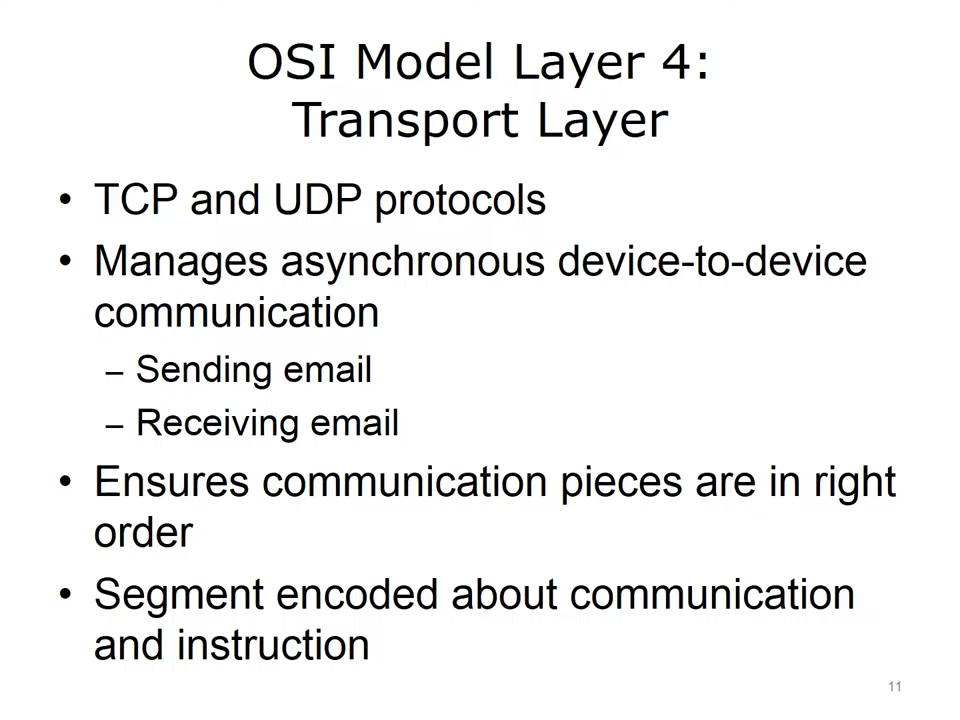 OSI Model Layer 4:
Transport Layer
• TCP and UDP protocols
• Manages asynchronous device-to-device
communication
– Sending email
– Receiving email
• Ensures communication pieces are in right
order
• Segment encoded about communication
and instruction
11